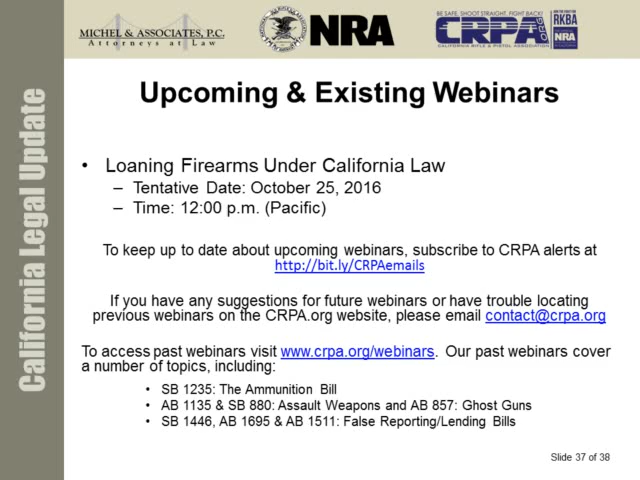 MICHEL & ASSOCIATES, P.C.
Attorneys at Law
NRA
BE SAFE, SHOOT STRAIGHT, FIGHT BACK!
CRPA.ORG
CALIFORNIA RIFLE & PISTOL ASSOCIATION
RKBA
NRA
California Legal Update
Upcoming & Existing Webinars
• Loaning Firearms Under California Law
– Tentative Date: October 25, 2016
– Time: 12:00 p.m. (Pacific)
To keep up to date about upcoming webinars, subscribe to CRPA alerts at
http://bit.ly/CRPAemails
If you have any suggestions for future webinars or have trouble locating
previous webinars on the CRPA.org website, please email contact@crpa.org
To access past webinars visit www.crpa.org/webinars. Our past webinars cover
a number of topics, including:
• SB 1235: The Ammunition Bill
• AB 1135 & SB 880: Assault Weapons and AB 857: Ghost Guns
• SB 1446, AB 1695 & AB 1511: False Reporting/Lending Bills
Slide 37 of 38